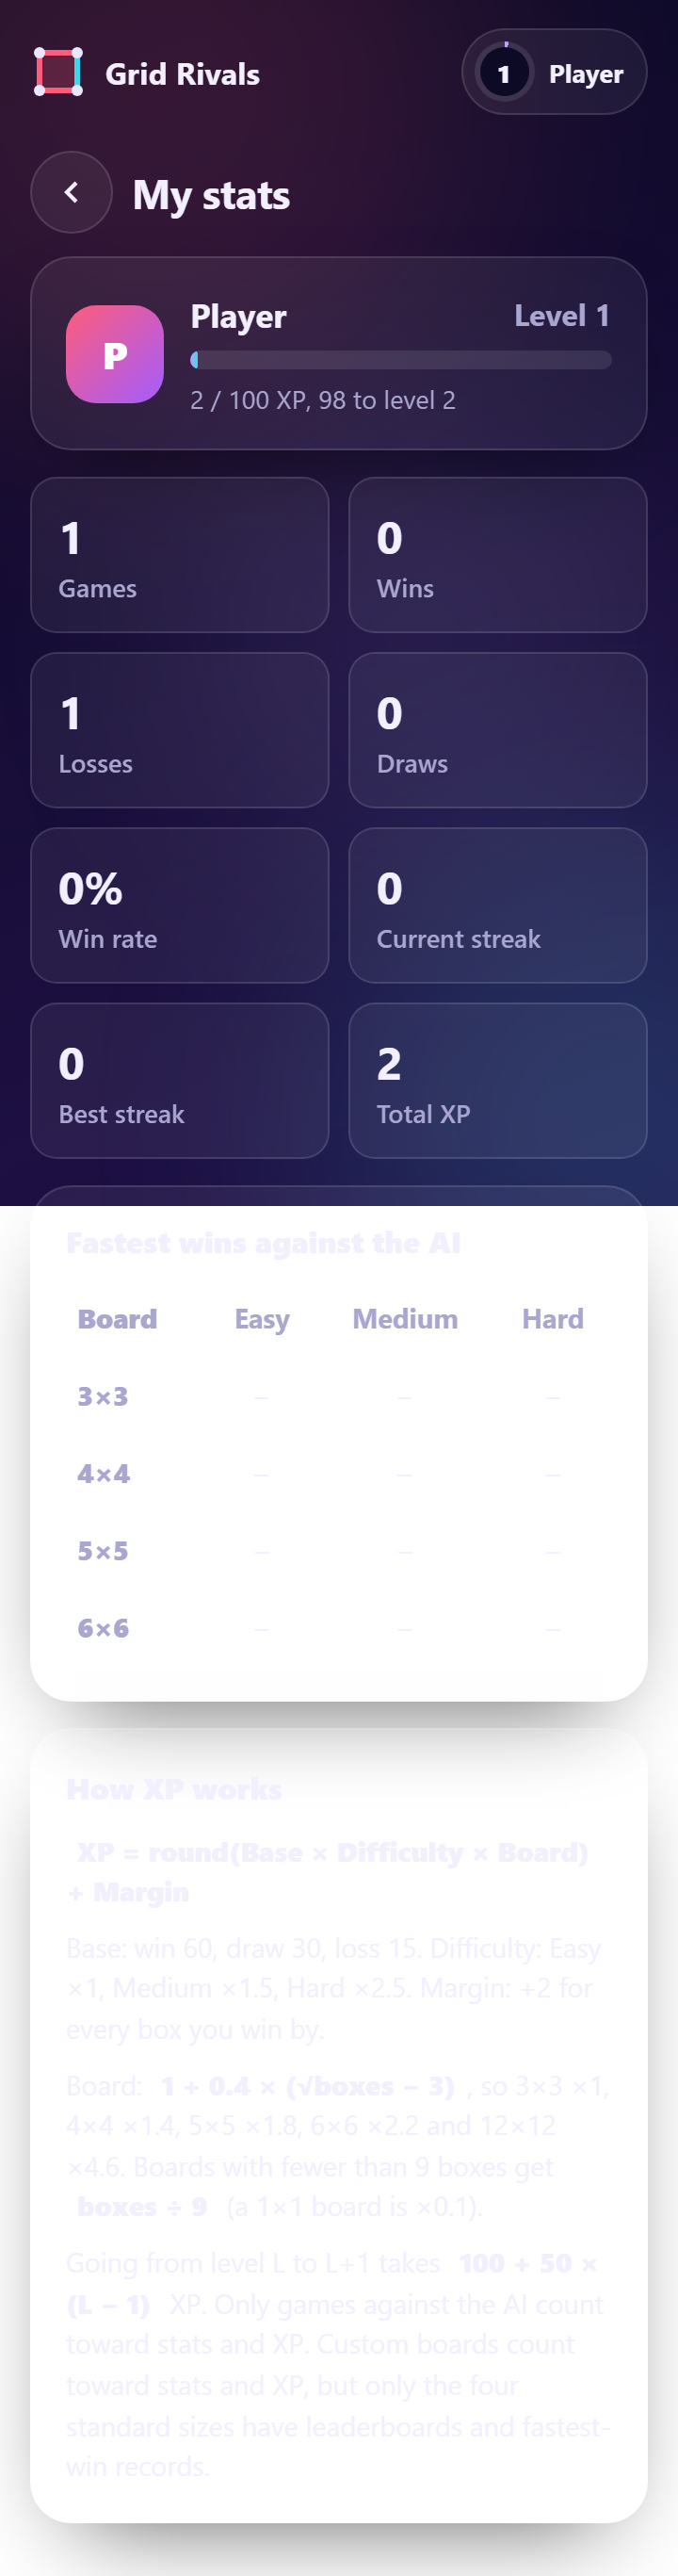 Grid Rivals
1 Player
My stats
P
Player Level 1
2 / 100 XP, 98 to level 2
1 0
Games Wins
1 0
Losses Draws
0% 0
Win rate Current streak
0 2
Best streak Total XP
Fastest wins against the AI
Board Easy Medium Hard
3×3 – – –
4×4 – – –
5×5 – – –
6×6 – – –
How XP works
XP = round(Base × Difficulty × Board)
+ Margin
Base: win 60, draw 30, loss 15. Difficulty: Easy
×1, Medium ×1.5, Hard ×2.5. Margin: +2 for
every box you win by.
Board: 1 + 0.4 × (√boxes − 3) , so 3×3 ×1,
4×4 ×1.4, 5×5 ×1.8, 6×6 ×2.2 and 12×12
×4.6. Boards with fewer than 9 boxes get
boxes ÷ 9 (a 1×1 board is ×0.1).
Going from level L to L+1 takes 100 + 50 ×
(L − 1) XP. Only games against the AI count
toward stats and XP. Custom boards count
toward stats and XP, but only the four
standard sizes have leaderboards and fastest-
win records.